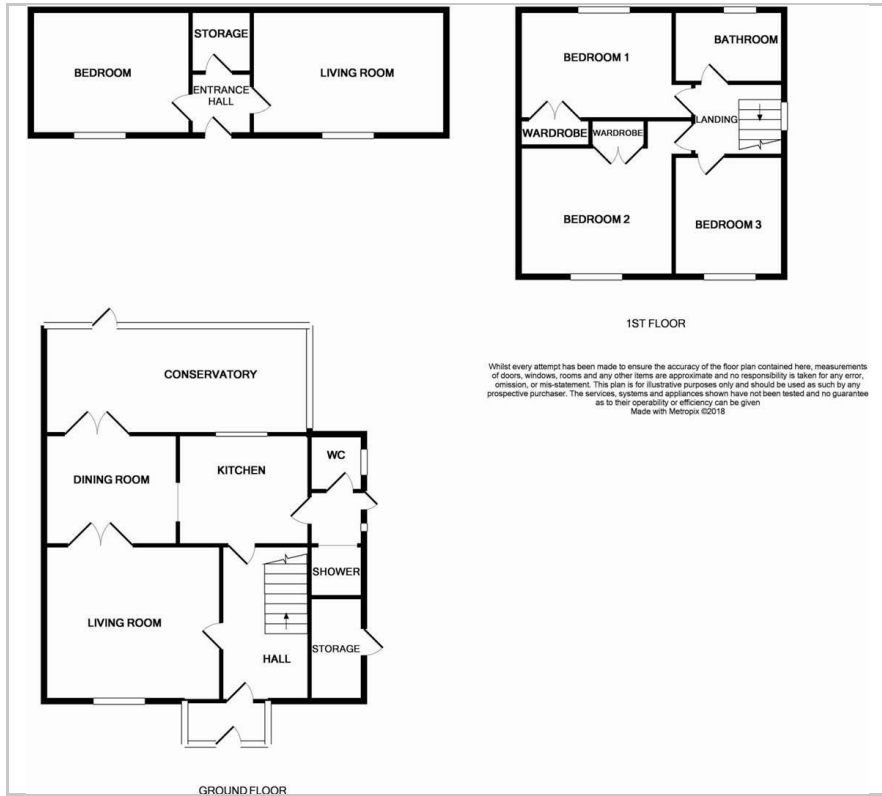 BEDROOM
STORAGE
ENTRANCE
HALL
LIVING ROOM
BEDROOM 1
BATHROOM
LANDING
WARDROBE
WARDROBE
BEDROOM 2
BEDROOM 3
1ST FLOOR
Whilst every attempt has been made to ensure the accuracy of the floor plan contained here, measurements
of doors, windows, rooms and any other items are approximate and no responsibility is taken for any error,
omission, or mis-statement. This plan is for illustrative purposes only and should be used as such by any
prospective purchaser. The services, systems and appliances shown have not been tested and no guarantee
as to their operability or efficiency can be given
Made with Metropix ©2018
CONSERVATORY
DINING ROOM
KITCHEN
WC
SHOWER
LIVING ROOM
HALL
STORAGE
GROUND FLOOR